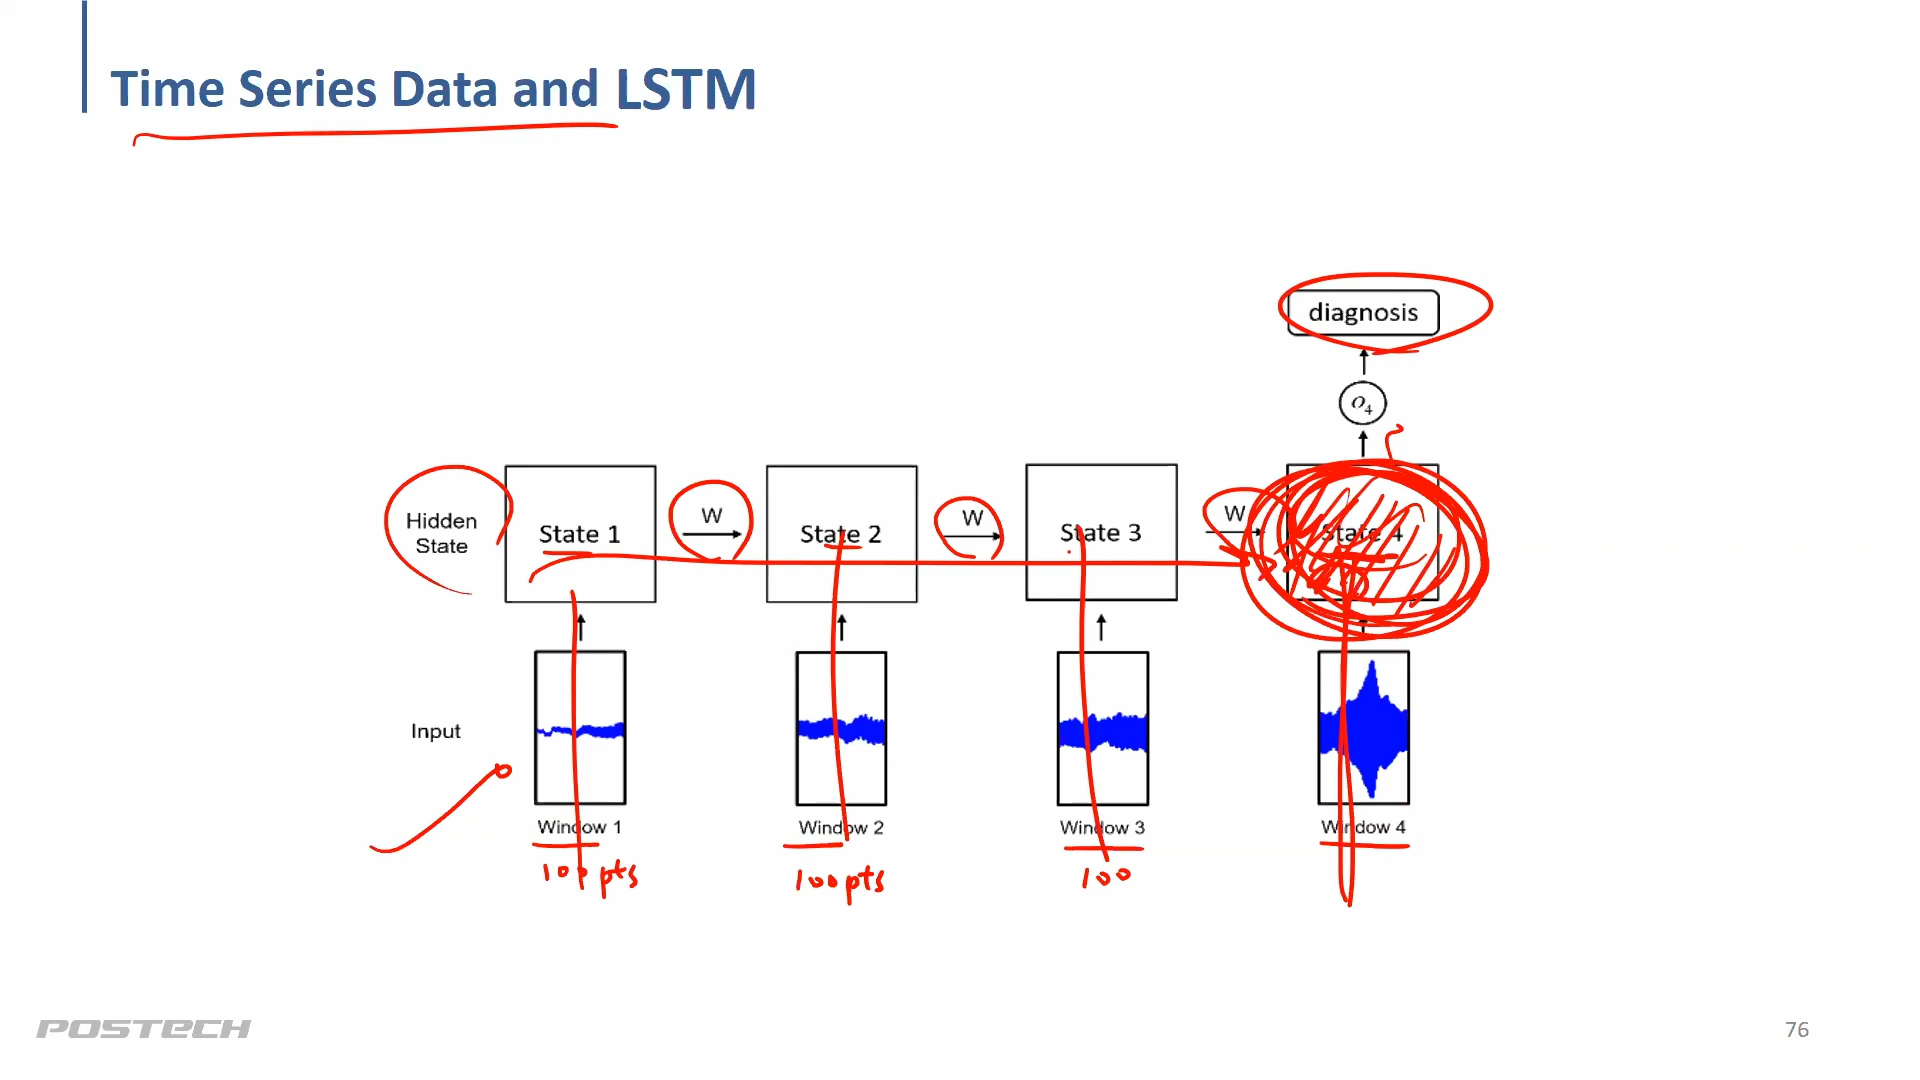 Time Series Data and LSTM
diagnosis
o4
Hidden
State
State 1
W
State 2
W
State 3
W
State 4
Input
Window 1
Window 2
Window 3
Window 4
100 pts
100 pts
100
POSTECH
76